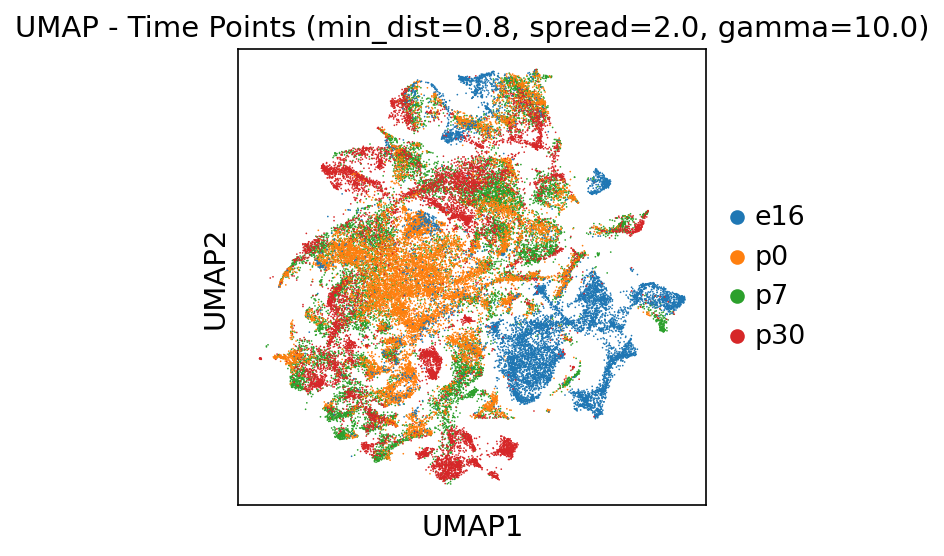 UMAP - Time Points (min_dist=0.8, spread=2.0, gamma=10.0)
UMAP2
e16
p0
p7
p30
UMAP1